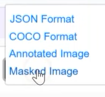 JSON Format
COCO Format
Annotated Image
Masked Image